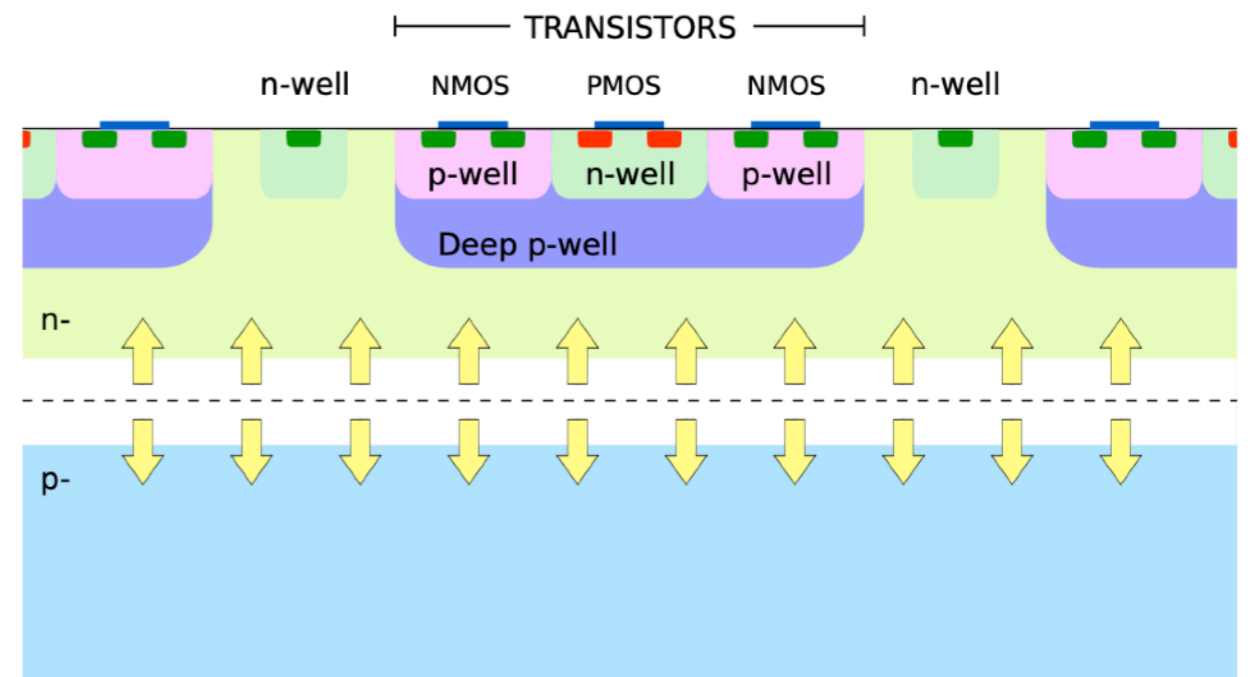 TRANSISTORS
n-well NMOS PMOS NMOS n-well
p-well n-well p-well
Deep p-well
n-
p-